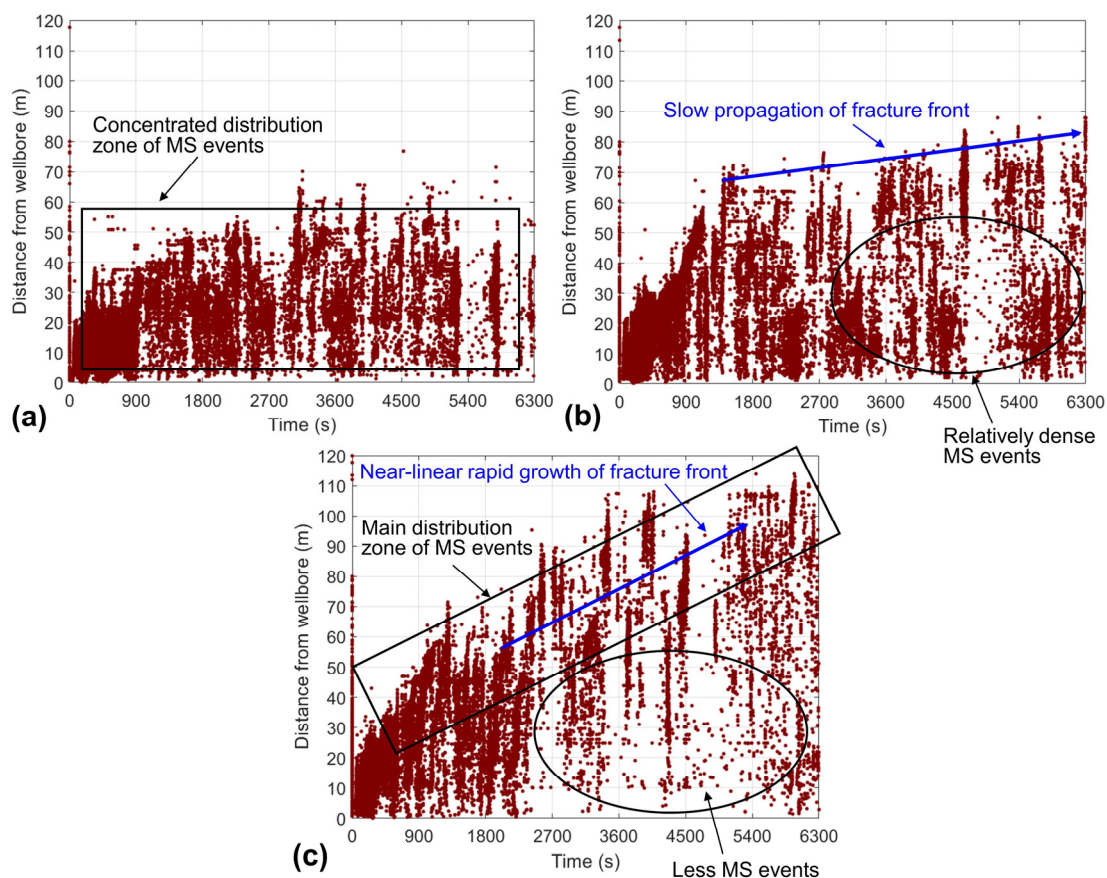 120
110
100
90
80
70
60
50
40
30
20
10
0
Distance from wellbore (m)
Concentrated distribution
zone of MS events
0 900 1800 2700 3600 4500 5400 6300
Time (s)
(a)
120
110
100
90
80
70
60
50
40
30
20
10
0
Distance from wellbore (m)
Slow propagation of fracture front
0 900 1800 2700 3600 4500 5400 6300
Time (s)
(b)
Relatively dense
MS events
120
110
100
90
80
70
60
50
40
30
20
10
0
Distance from wellbore (m)
Near-linear rapid growth of fracture front
Main distribution
zone of MS events
0 900 1800 2700 3600 4500 5400 6300
Time (s)
(c)
Less MS events